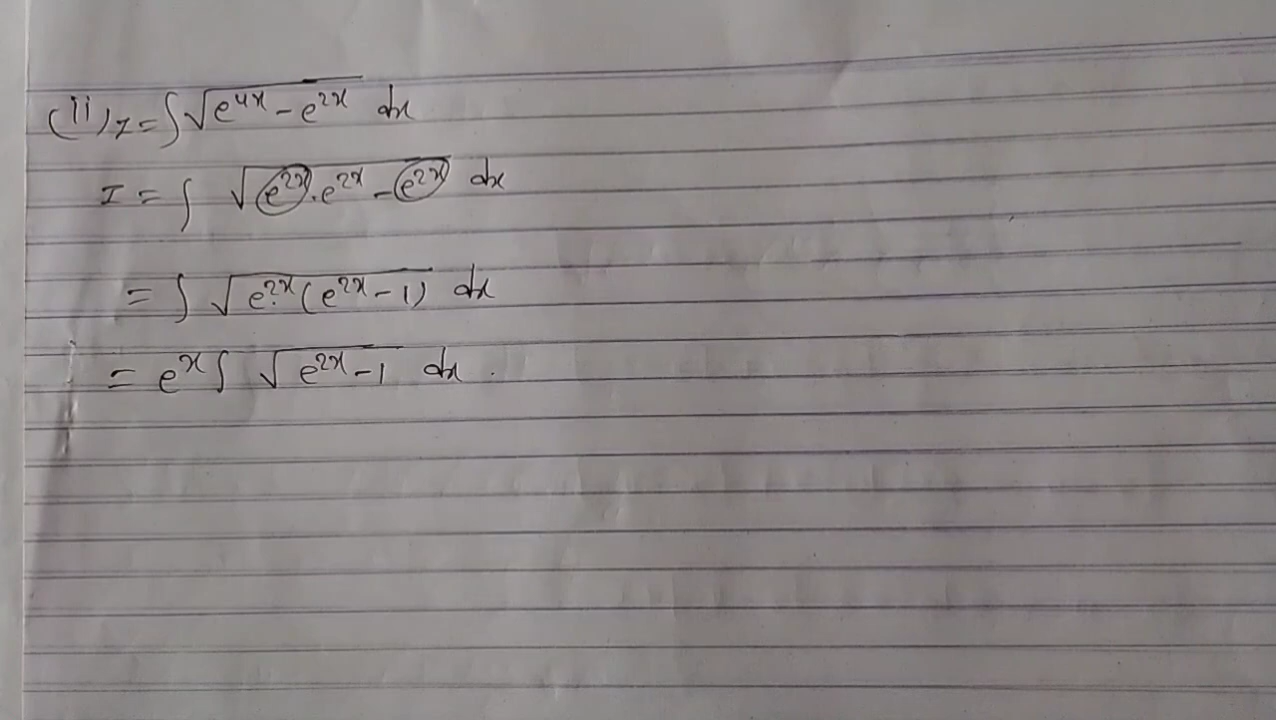 (ii) I = ∫√(e^{4x} - e^{2x}) dx
I = ∫ √(e^{2x}.e^{2x} - e^{2x}) dx
= ∫ √(e^{2x}(e^{2x} - 1)) dx
= e^x ∫ √(e^{2x} - 1) dx.